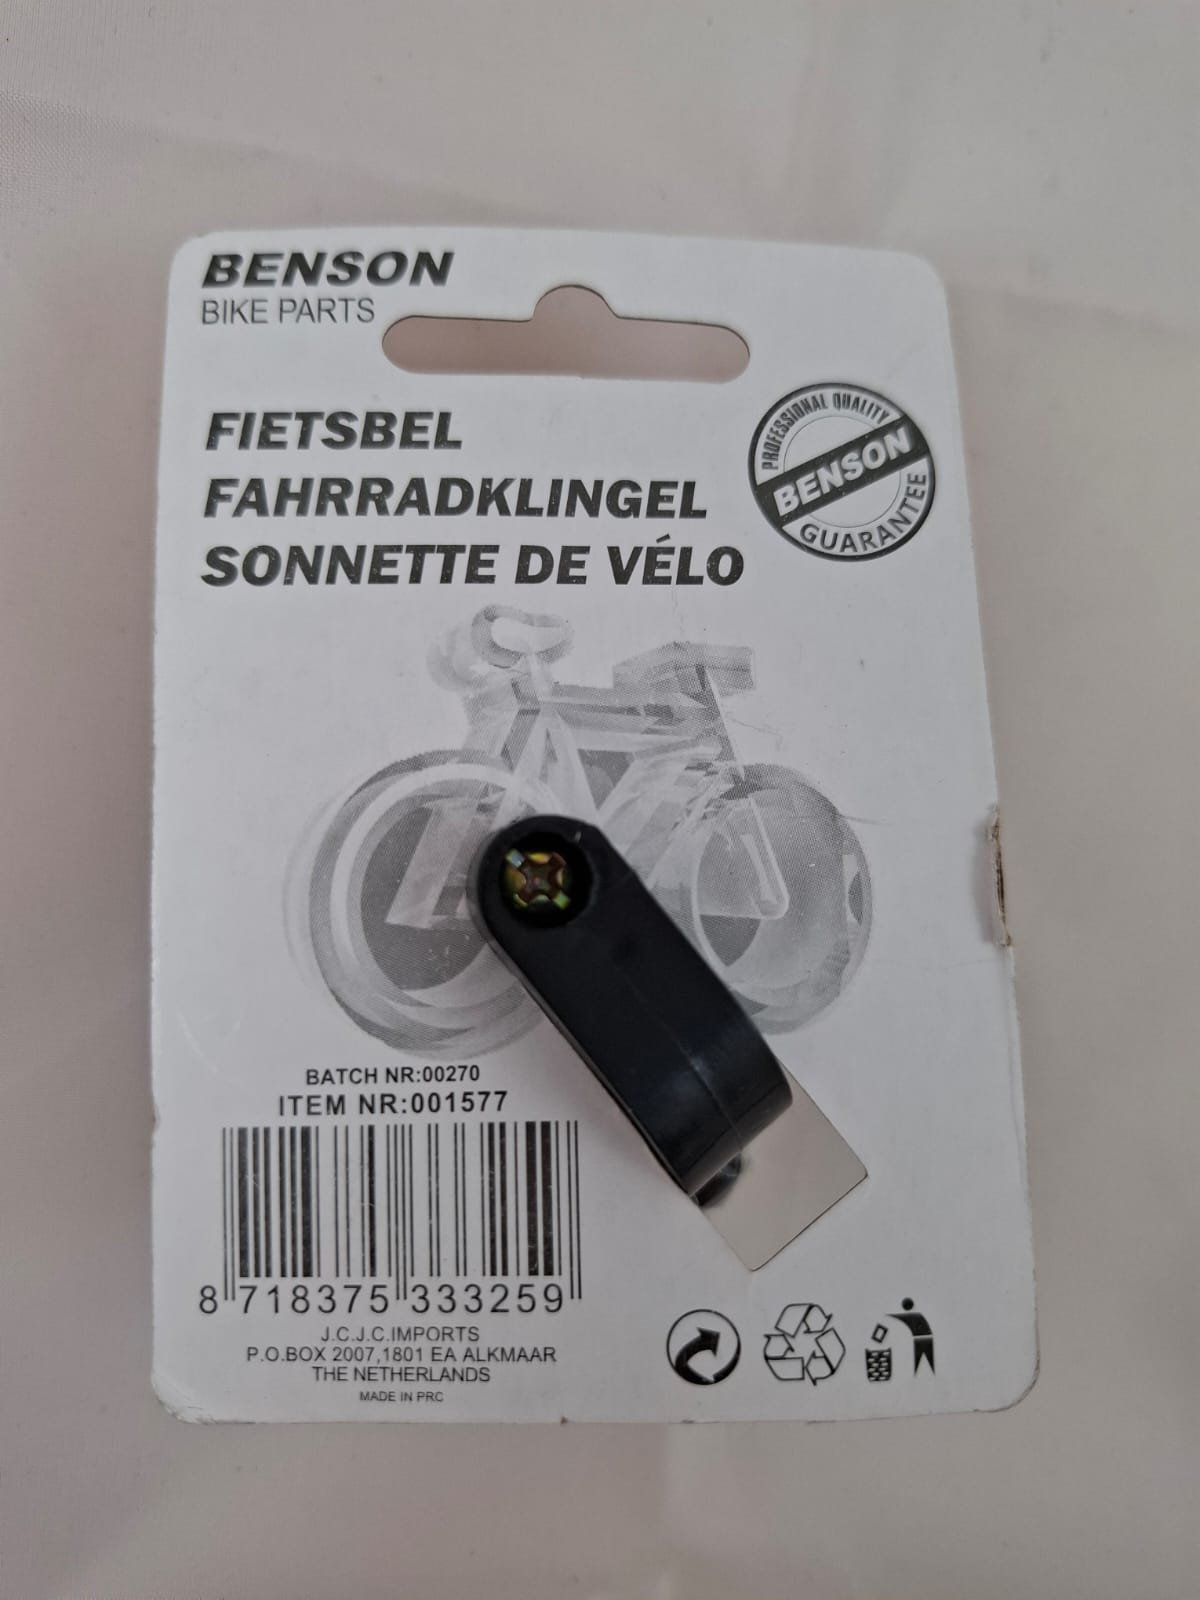 BENSON
BIKE PARTS
FIETSBEL
FAHRRADKLINGEL
SONNETTE DE VÉLO
PROFESSIONAL QUALITY
BENSON
GUARANTEE
BATCH NR:00270
ITEM NR:001577
8 718375 333259
J.C.J.C.IMPORTS
P.O.BOX 2007,1801 EA ALKMAAR
THE NETHERLANDS
MADE IN PRC